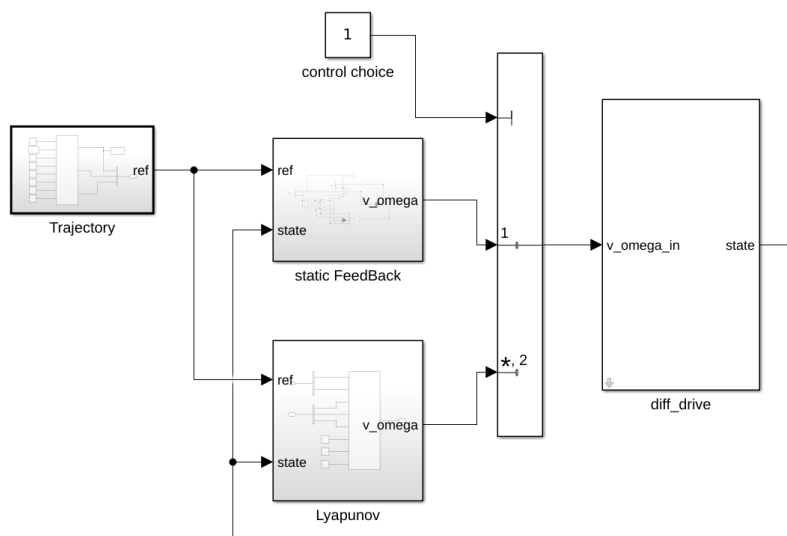 1
control choice
ref
Trajectory
ref
state
v_omega
static FeedBack
1
*, 2
v_omega_in
state
diff_drive
ref
state
v_omega
Lyapunov